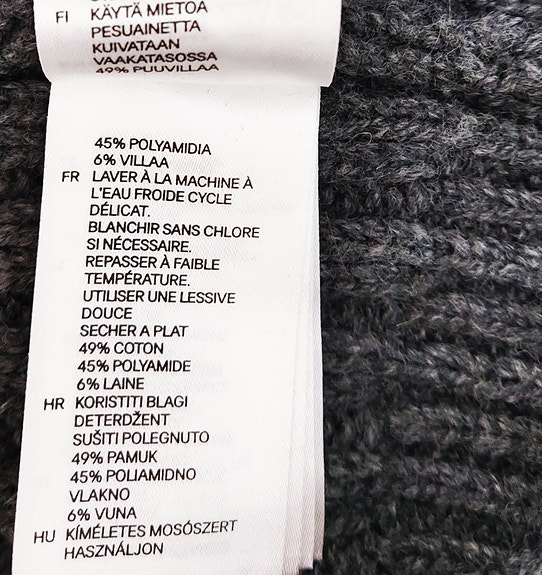 FI KÄYTÄ MIETOA
PESUAINETTA
KUIVATAAN
VAAKATASOSSA
49% PUUVILLAA
45% POLYAMIDIA
6% VILLAA
FR LAVER À LA MACHINE À
L'EAU FROIDE CYCLE
DÉLICAT.
BLANCHIR SANS CHLORE
SI NÉCESSAIRE.
REPASSER À FAIBLE
TEMPÉRATURE.
UTILISER UNE LESSIVE
DOUCE
SECHER A PLAT
49% COTON
45% POLYAMIDE
6% LAINE
HR KORISTITI BLAGI
DETERDŽENT
SUŠITI POLEGNUTO
49% PAMUK
45% POLIAMIDNO
VLAKNO
6% VUNA
HU KÍMÉLETES MOSÓSZERT
HASZNÁLJON